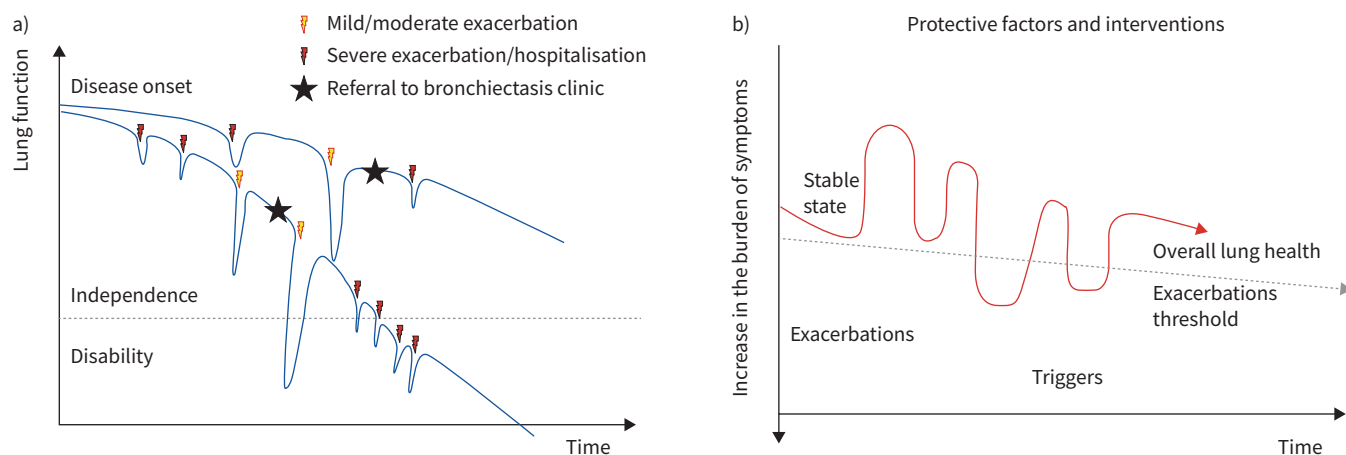 a)
Mild/moderate exacerbation
Severe exacerbation/hospitalisation
Referral to bronchiectasis clinic
Lung function
Disease onset
Independence
Disability
Time
b)
Protective factors and interventions
Increase in the burden of symptoms
Stable
state
Overall lung health
Exacerbations
threshold
Exacerbations
Triggers
Time